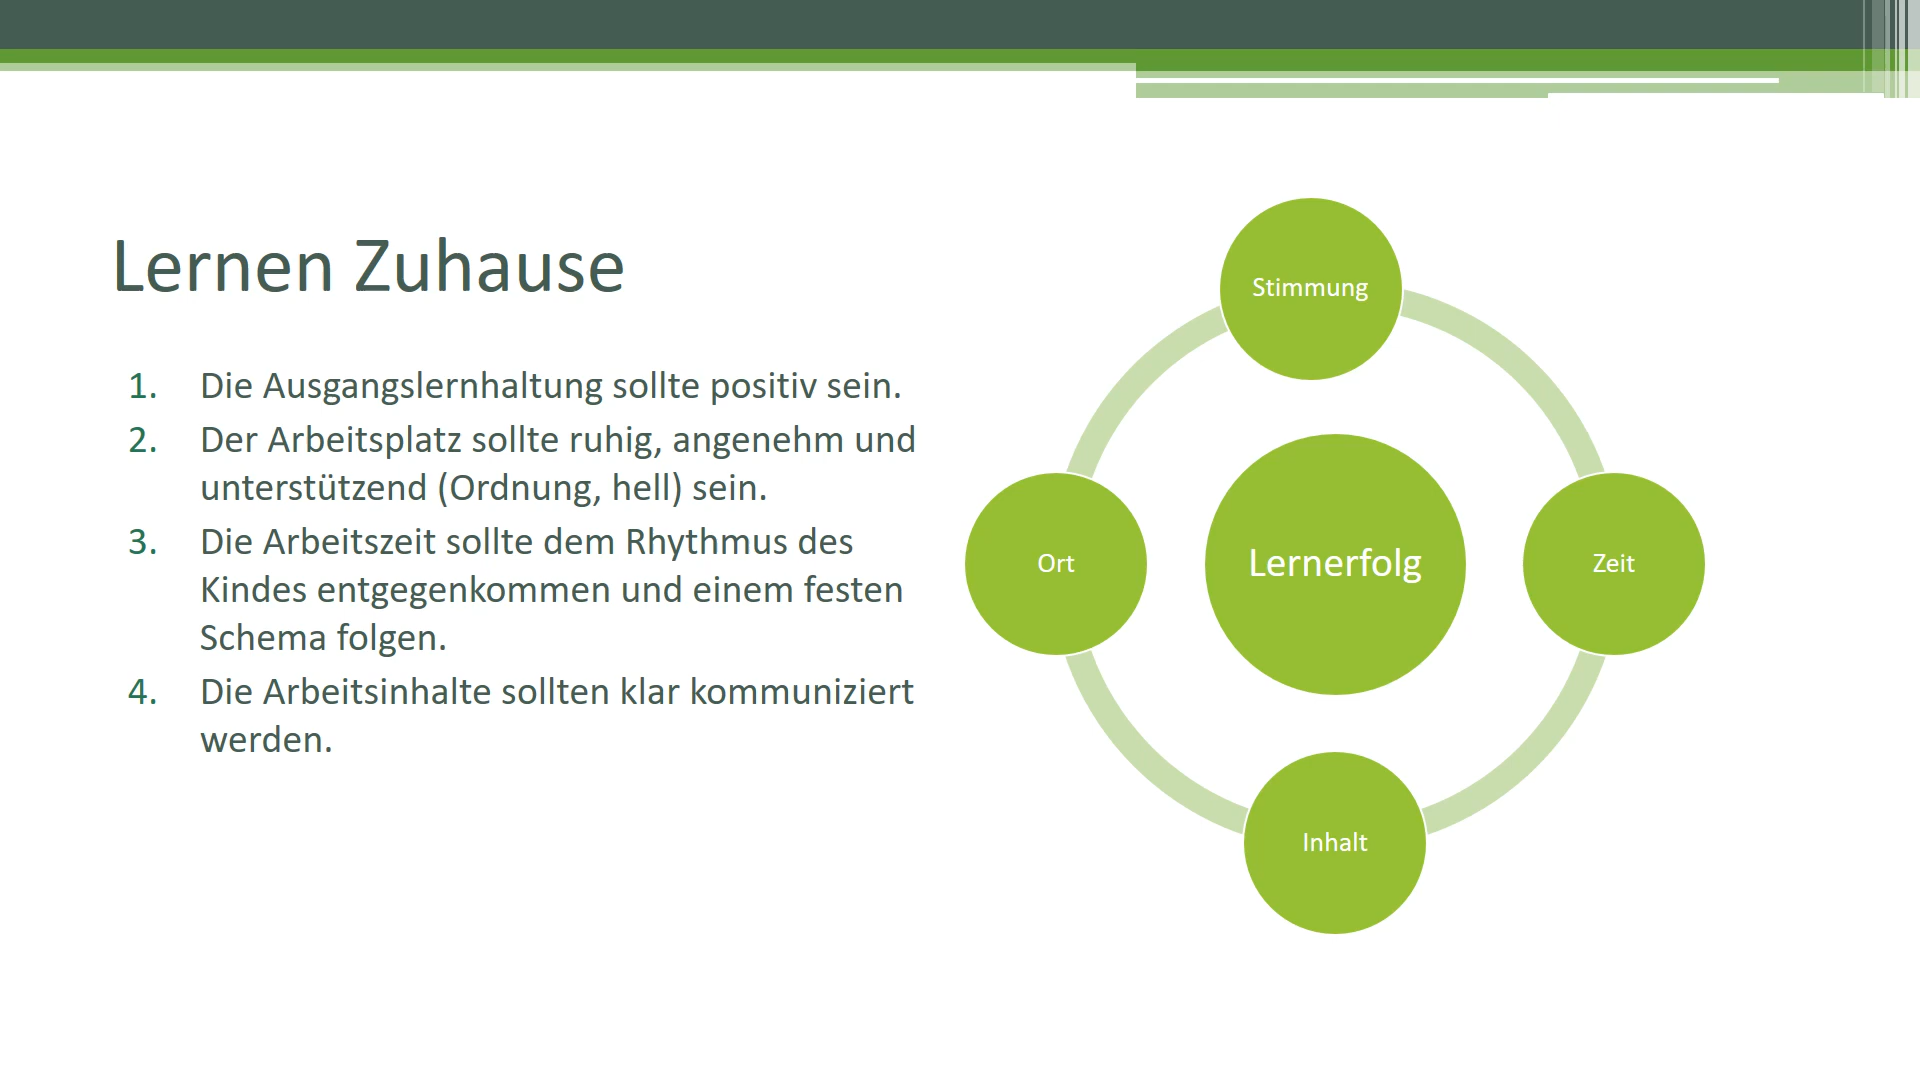 Lernen Zuhause
1. Die Ausgangslernhaltung sollte positiv sein.
2. Der Arbeitsplatz sollte ruhig, angenehm und
unterstützend (Ordnung, hell) sein.
3. Die Arbeitszeit sollte dem Rhythmus des
Kindes entgegenkommen und einem festen
Schema folgen.
4. Die Arbeitsinhalte sollten klar kommuniziert
werden.
Stimmung
Ort
Lernerfolg
Zeit
Inhalt